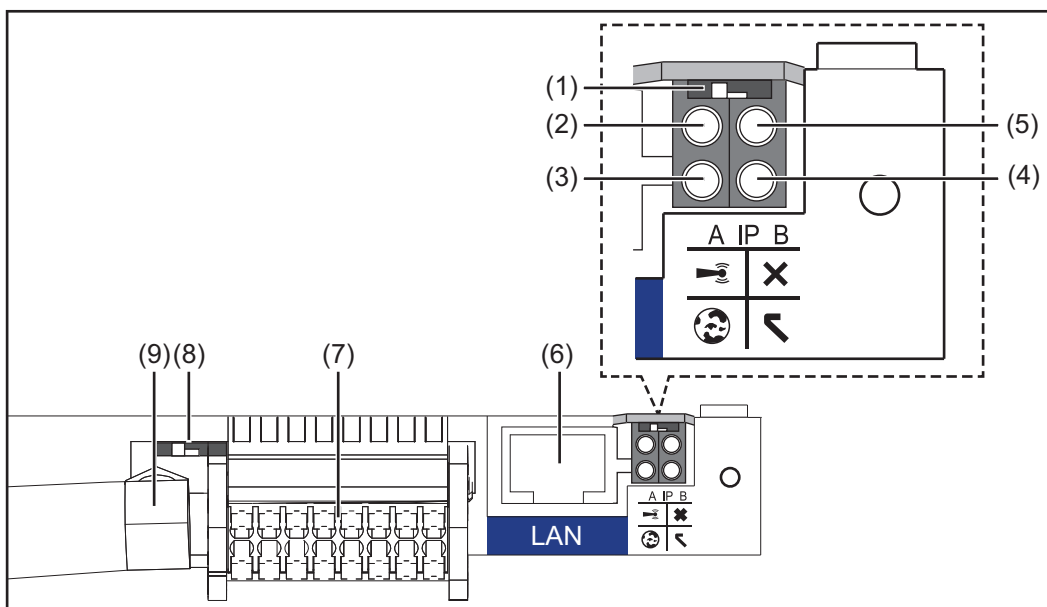 (1)
(2) (5)
(3) (4)
A IP B
(9) (8) (7) (6)
A IP B
LAN